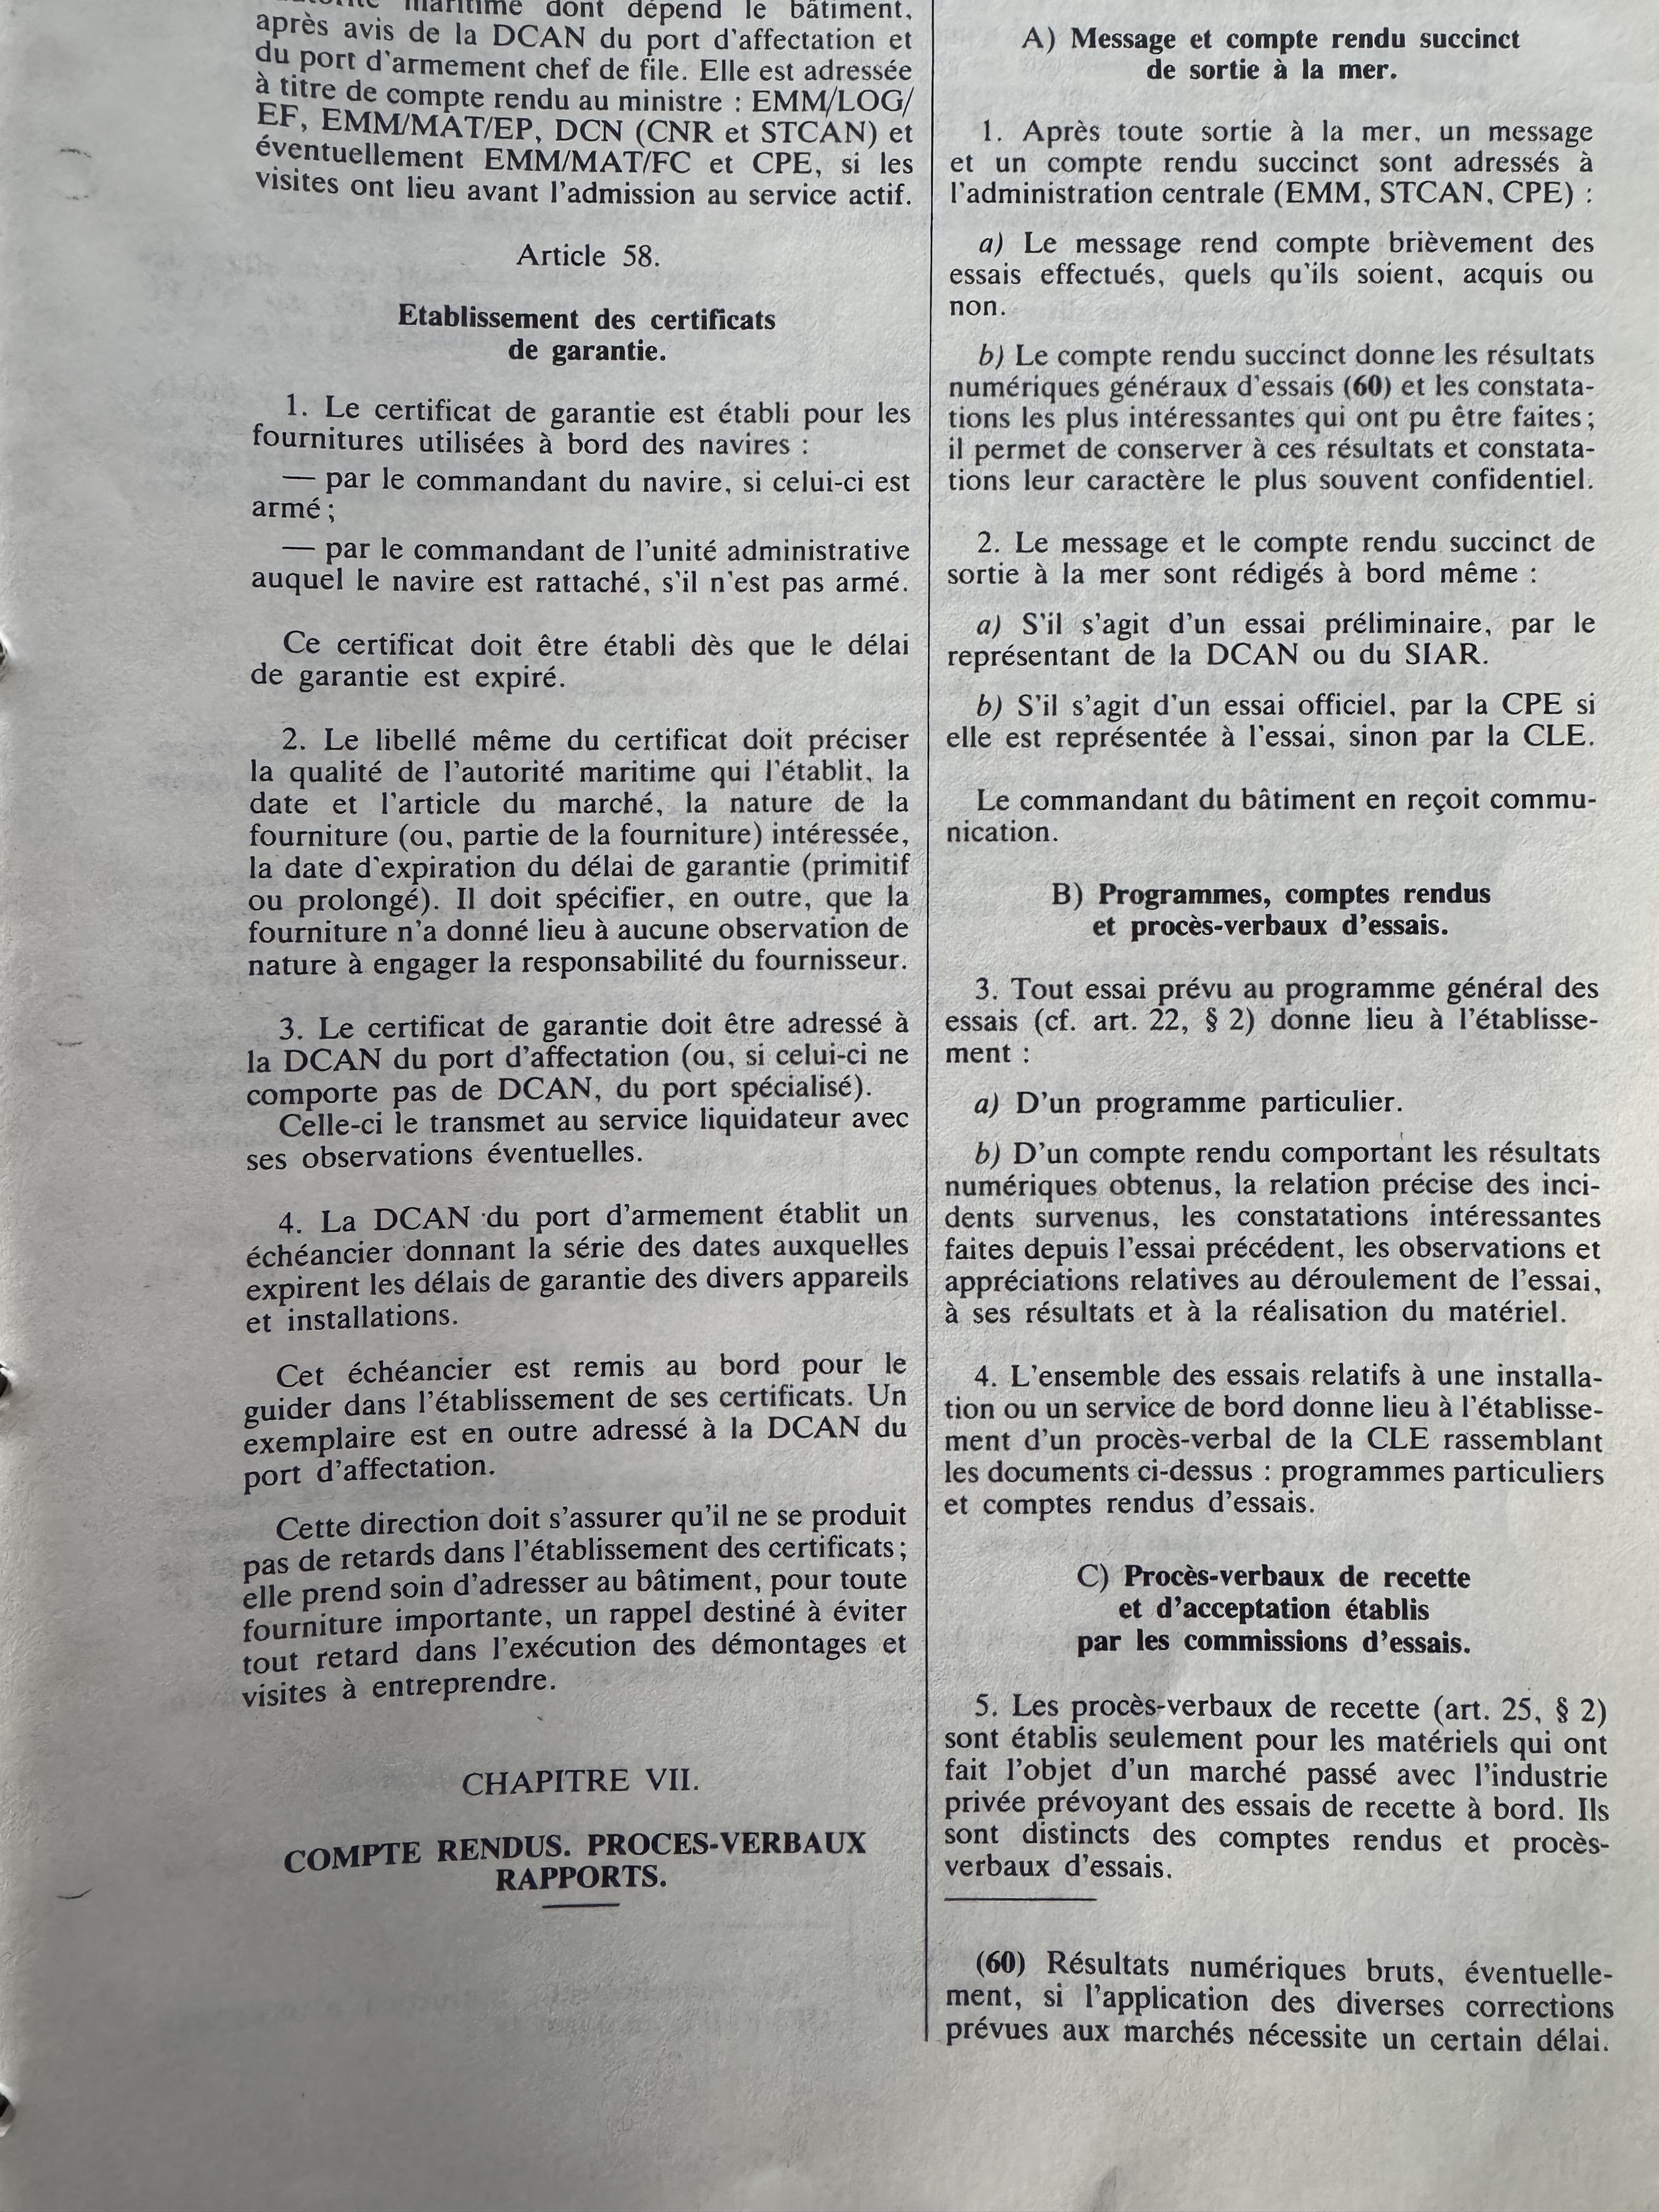 maritime dont dépend le bâtiment,
après avis de la DCAN du port d'affectation et
du port d'armement chef de file. Elle est adressée
à titre de compte rendu au ministre : EMM/LOG/
EF, EMM/MAT/EP, DCN (CNR et STCAN) et
éventuellement EMM/MAT/FC et CPE, si les
visites ont lieu avant l'admission au service actif.
Article 58.
Etablissement des certificats
de garantie.
1. Le certificat de garantie est établi pour les
fournitures utilisées à bord des navires :
— par le commandant du navire, si celui-ci est
armé ;
— par le commandant de l'unité administrative
auquel le navire est rattaché, s'il n'est pas armé.
Ce certificat doit être établi dès que le délai
de garantie est expiré.
2. Le libellé même du certificat doit préciser
la qualité de l'autorité maritime qui l'établit, la
date et l'article du marché, la nature de la
fourniture (ou, partie de la fourniture) intéressée,
la date d'expiration du délai de garantie (primitif
ou prolongé). Il doit spécifier, en outre, que la
fourniture n'a donné lieu à aucune observation de
nature à engager la responsabilité du fournisseur.
3. Le certificat de garantie doit être adressé à
la DCAN du port d'affectation (ou, si celui-ci ne
comporte pas de DCAN, du port spécialisé).
Celle-ci le transmet au service liquidateur avec
ses observations éventuelles.
4. La DCAN du port d'armement établit un
échéancier donnant la série des dates auxquelles
expirent les délais de garantie des divers appareils
et installations.
Cet échéancier est remis au bord pour le
guider dans l'établissement de ses certificats. Un
exemplaire est en outre adressé à la DCAN du
port d'affectation.
Cette direction doit s'assurer qu'il ne se produit
pas de retards dans l'établissement des certificats ;
elle prend soin d'adresser au bâtiment, pour toute
fourniture importante, un rappel destiné à éviter
tout retard dans l'exécution des démontages et
visites à entreprendre.
CHAPITRE VII.
COMPTE RENDUS. PROCES-VERBAUX
RAPPORTS.
A) Message et compte rendu succinct
de sortie à la mer.
1. Après toute sortie à la mer, un message
et un compte rendu succinct sont adressés à
l'administration centrale (EMM, STCAN, CPE) :
a) Le message rend compte brièvement des
essais effectués, quels qu'ils soient, acquis ou
non.
b) Le compte rendu succinct donne les résultats
numériques généraux d'essais (60) et les constata-
tions les plus intéressantes qui ont pu être faites ;
il permet de conserver à ces résultats et constata-
tions leur caractère le plus souvent confidentiel.
2. Le message et le compte rendu succinct de
sortie à la mer sont rédigés à bord même :
a) S'il s'agit d'un essai préliminaire, par le
représentant de la DCAN ou du SIAR.
b) S'il s'agit d'un essai officiel, par la CPE si
elle est représentée à l'essai, sinon par la CLE.
Le commandant du bâtiment en reçoit commu-
nication.
B) Programmes, comptes rendus
et procès-verbaux d'essais.
3. Tout essai prévu au programme général des
essais (cf. art. 22, § 2) donne lieu à l'établisse-
ment :
a) D'un programme particulier.
b) D'un compte rendu comportant les résultats
numériques obtenus, la relation précise des inci-
dents survenus, les constatations intéressantes
faites depuis l'essai précédent, les observations et
appréciations relatives au déroulement de l'essai,
à ses résultats et à la réalisation du matériel.
4. L'ensemble des essais relatifs à une installa-
tion ou un service de bord donne lieu à l'établisse-
ment d'un procès-verbal de la CLE rassemblant
les documents ci-dessus : programmes particuliers
et comptes rendus d'essais.
C) Procès-verbaux de recette
et d'acceptation établis
par les commissions d'essais.
5. Les procès-verbaux de recette (art. 25, § 2)
sont établis seulement pour les matériels qui ont
fait l'objet d'un marché passé avec l'industrie
privée prévoyant des essais de recette à bord. Ils
sont distincts des comptes rendus et procès-
verbaux d'essais.
(60) Résultats numériques bruts, éventuelle-
ment, si l'application des diverses corrections
prévues aux marchés nécessite un certain délai.